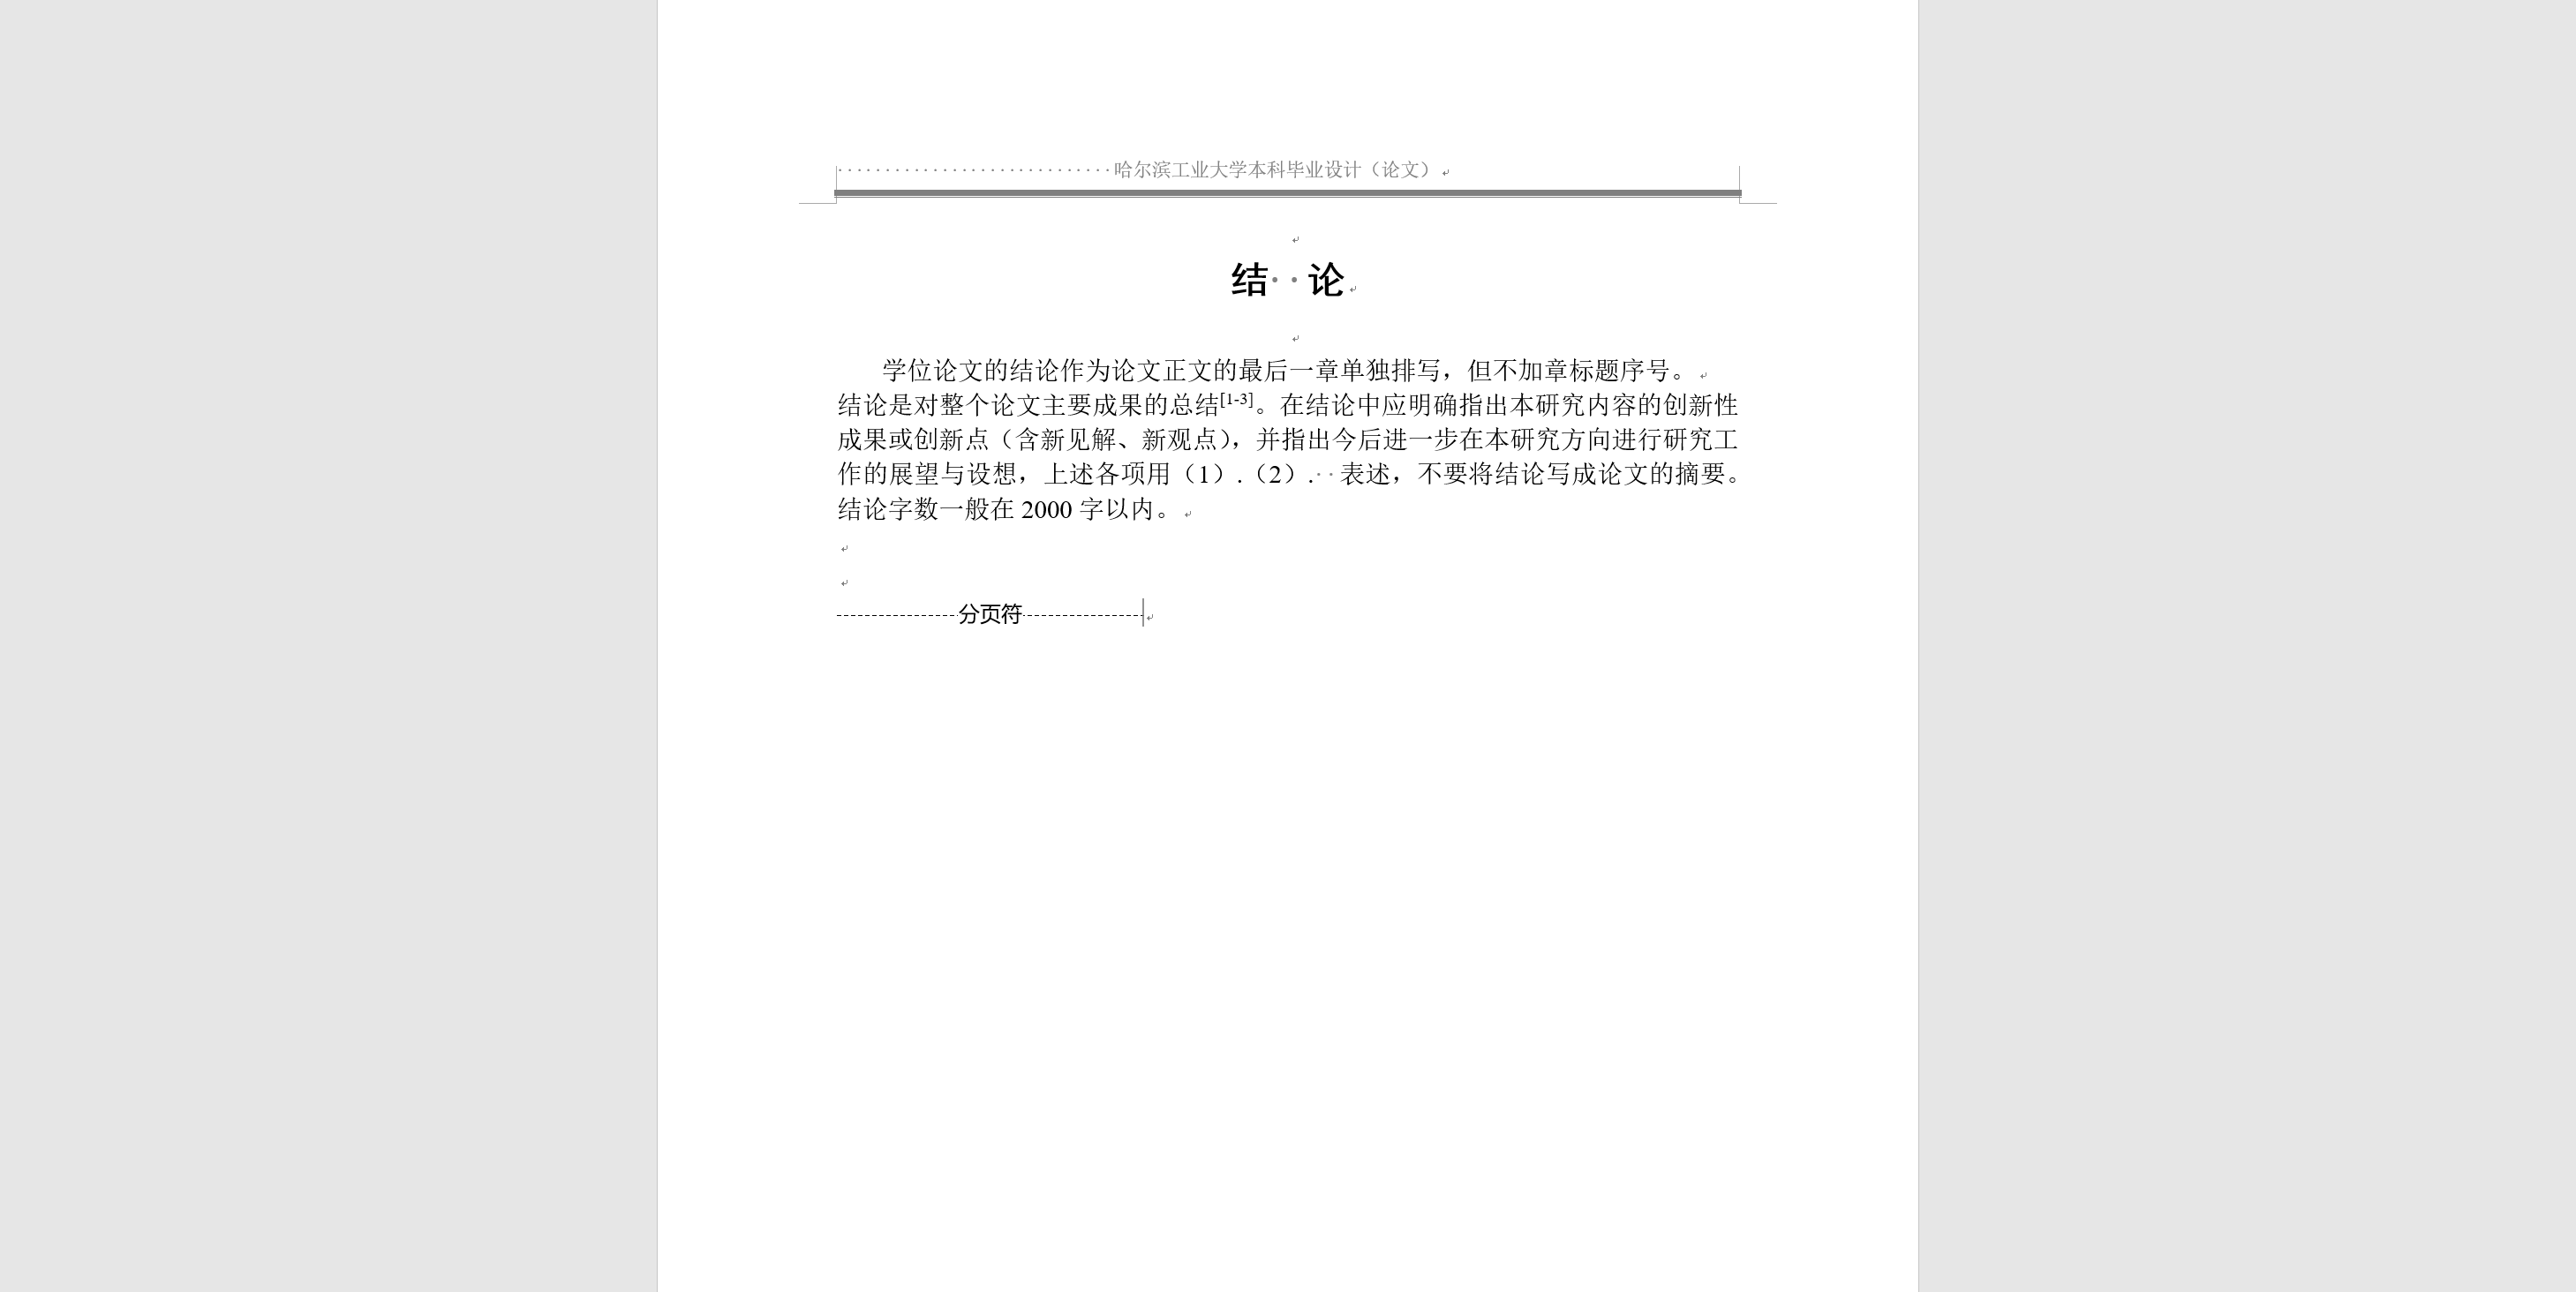 哈尔滨工业大学本科毕业设计（论文）
结  论
学位论文的结论作为论文正文的最后一章单独排写，但不加章标题序号。
结论是对整个论文主要成果的总结[1-3]。在结论中应明确指出本研究内容的创新性
成果或创新点（含新见解、新观点），并指出今后进一步在本研究方向进行研究工
作的展望与设想，上述各项用（1）.（2）.  表述，不要将结论写成论文的摘要。
结论字数一般在 2000 字以内。
分页符